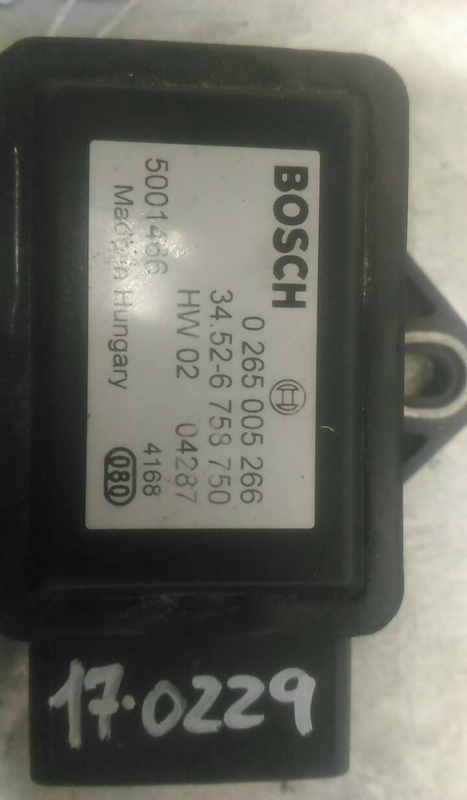 BOSCH
0 265 005 266
34.52-6 758 750
HW 02 04287
5001466 4168
Made in Hungary 080
17.0229